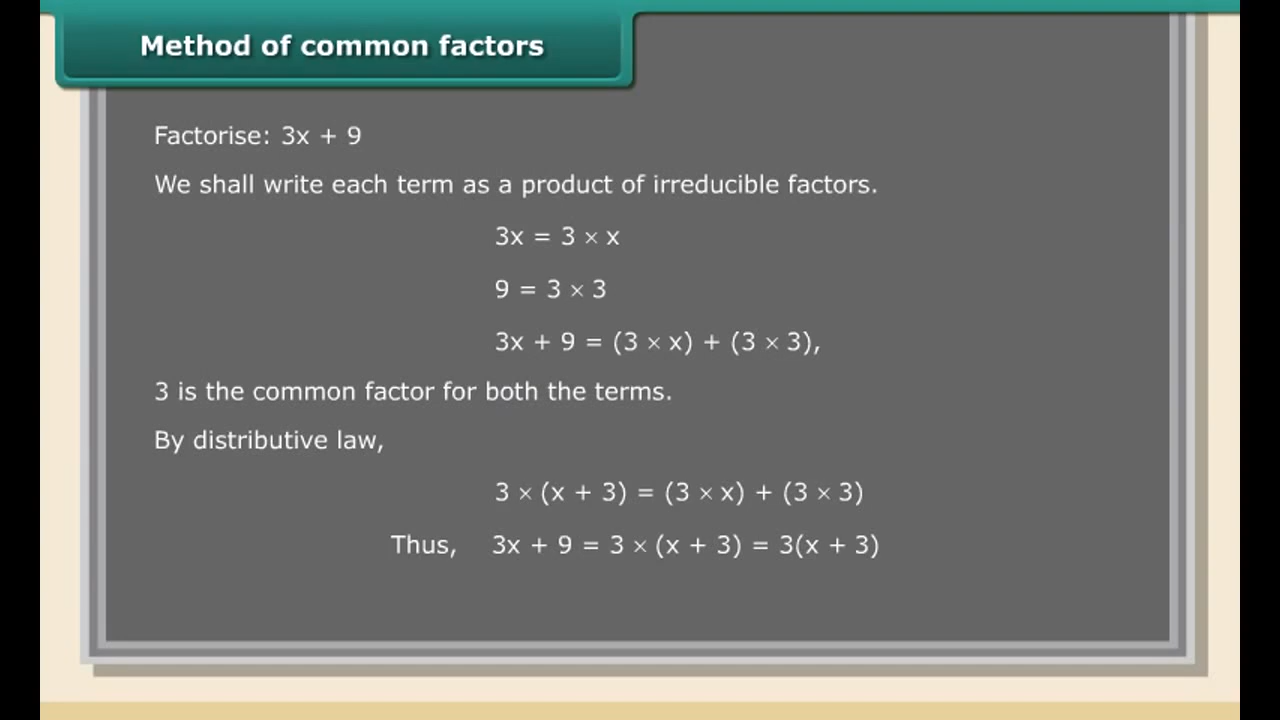 Method of common factors
Factorise: 3x + 9
We shall write each term as a product of irreducible factors.
3x = 3 × x
9 = 3 × 3
3x + 9 = (3 × x) + (3 × 3),
3 is the common factor for both the terms.
By distributive law,
3 × (x + 3) = (3 × x) + (3 × 3)
Thus, 3x + 9 = 3 × (x + 3) = 3(x + 3)